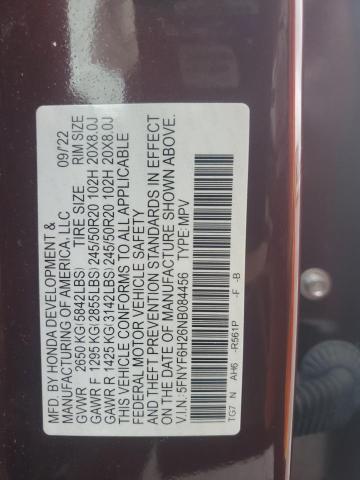 MFD. BY HONDA DEVELOPMENT &
MANUFACTURING OF AMERICA, LLC 09/'22
GVWR 2650 KG (5842LBS) TIRE SIZE RIM SIZE
GAWR F 1295 KG (2855LBS) 245/50R20 102H 20X8.0J
GAWR R 1425 KG (3142LBS) 245/50R20 102H 20X8.0J
THIS VEHICLE CONFORMS TO ALL APPLICABLE
FEDERAL MOTOR VEHICLE SAFETY
AND THEFT PREVENTION STANDARDS IN EFFECT
ON THE DATE OF MANUFACTURE SHOWN ABOVE.
V.I.N: 5FNYF6H26NB084456 TYPE: MPV
TG7 N AH6 -R561P -F -B